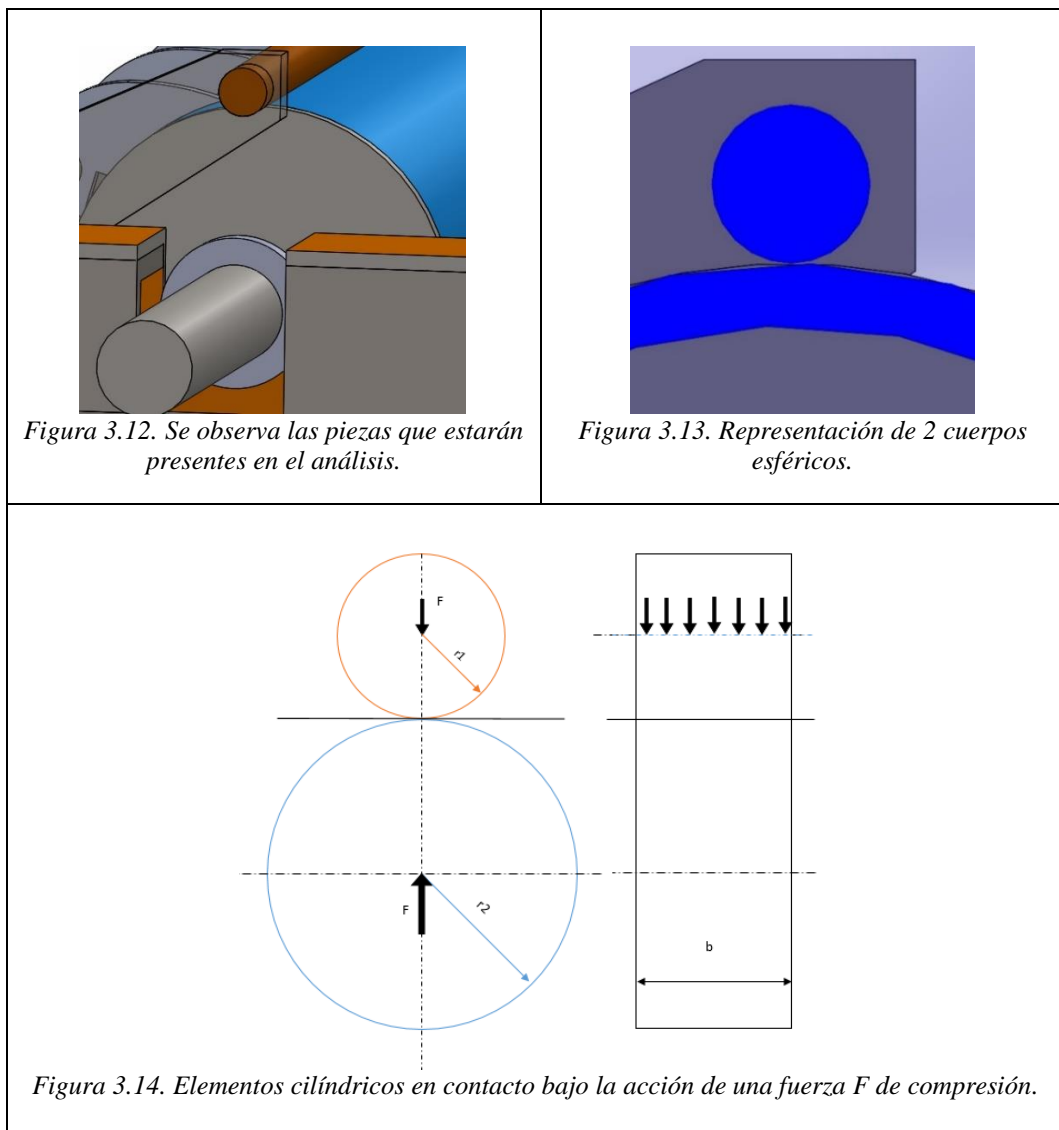 Figura 3.12. Se observa las piezas que estarán
presentes en el análisis.
Figura 3.13. Representación de 2 cuerpos
esféricos.
F
r1
F
r2
b
Figura 3.14. Elementos cilíndricos en contacto bajo la acción de una fuerza F de compresión.